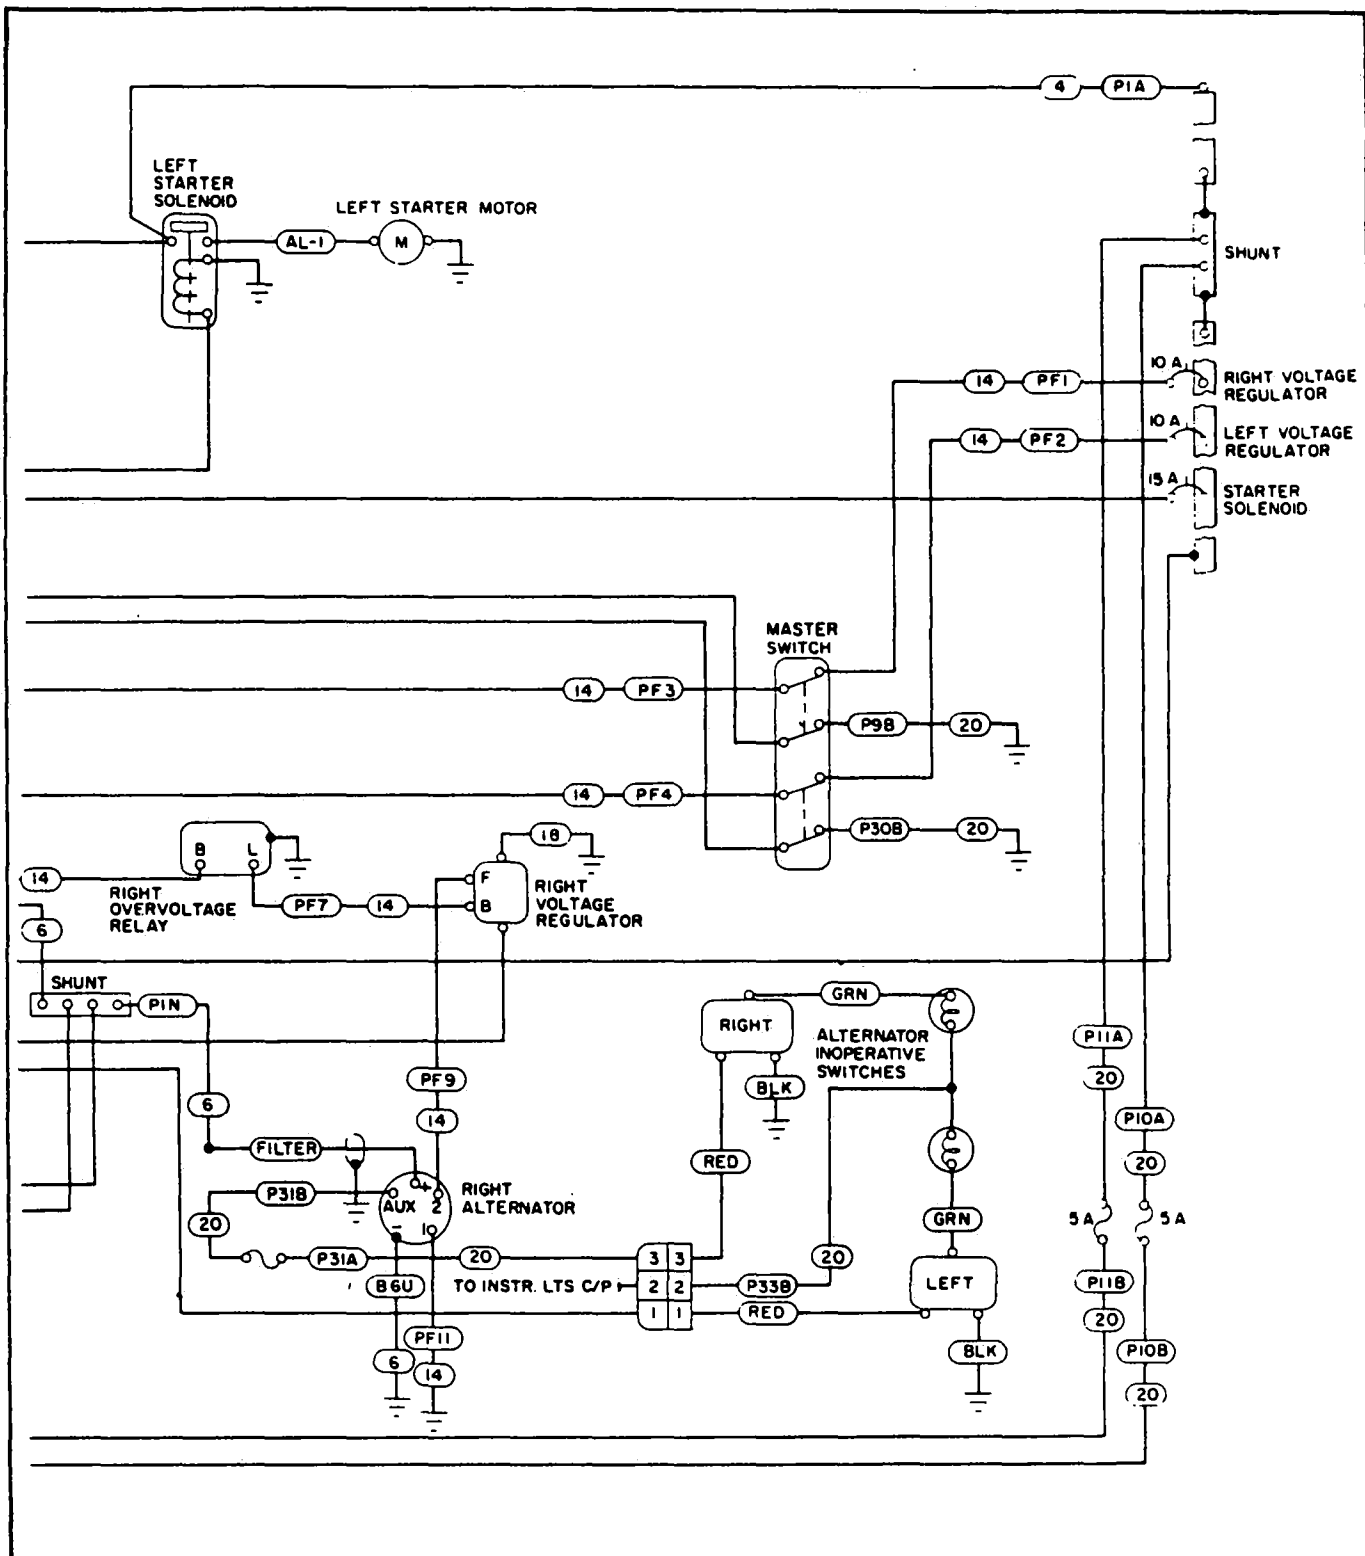 4 P1A
LEFT
STARTER
SOLENOID
LEFT STARTER MOTOR
AL-1 M
SHUNT
10 A
14 PF1
RIGHT VOLTAGE
REGULATOR
10 A
14 PF2
LEFT VOLTAGE
REGULATOR
15 A
STARTER
SOLENOID
MASTER
SWITCH
14 PF3
P9B 20
14 PF4
P30B 20
B L
18
14
RIGHT
OVERVOLTAGE
RELAY
PF7 14
F
B
RIGHT
VOLTAGE
REGULATOR
6
SHUNT
P1N
GRN
RIGHT
ALTERNATOR
INOPERATIVE
SWITCHES
P11A
20
PF9
BLK
6
14
P10A
FILTER
RED
20
P31B
AUX + 2
- 1
RIGHT
ALTERNATOR
20
GRN
5 A 5 A
P31A 20 3 3
20
B6U
TO INSTR. LTS C/P 2 2 P33B
LEFT
P11B
1 1 RED
20
PF11
6
14
BLK
P10B
20